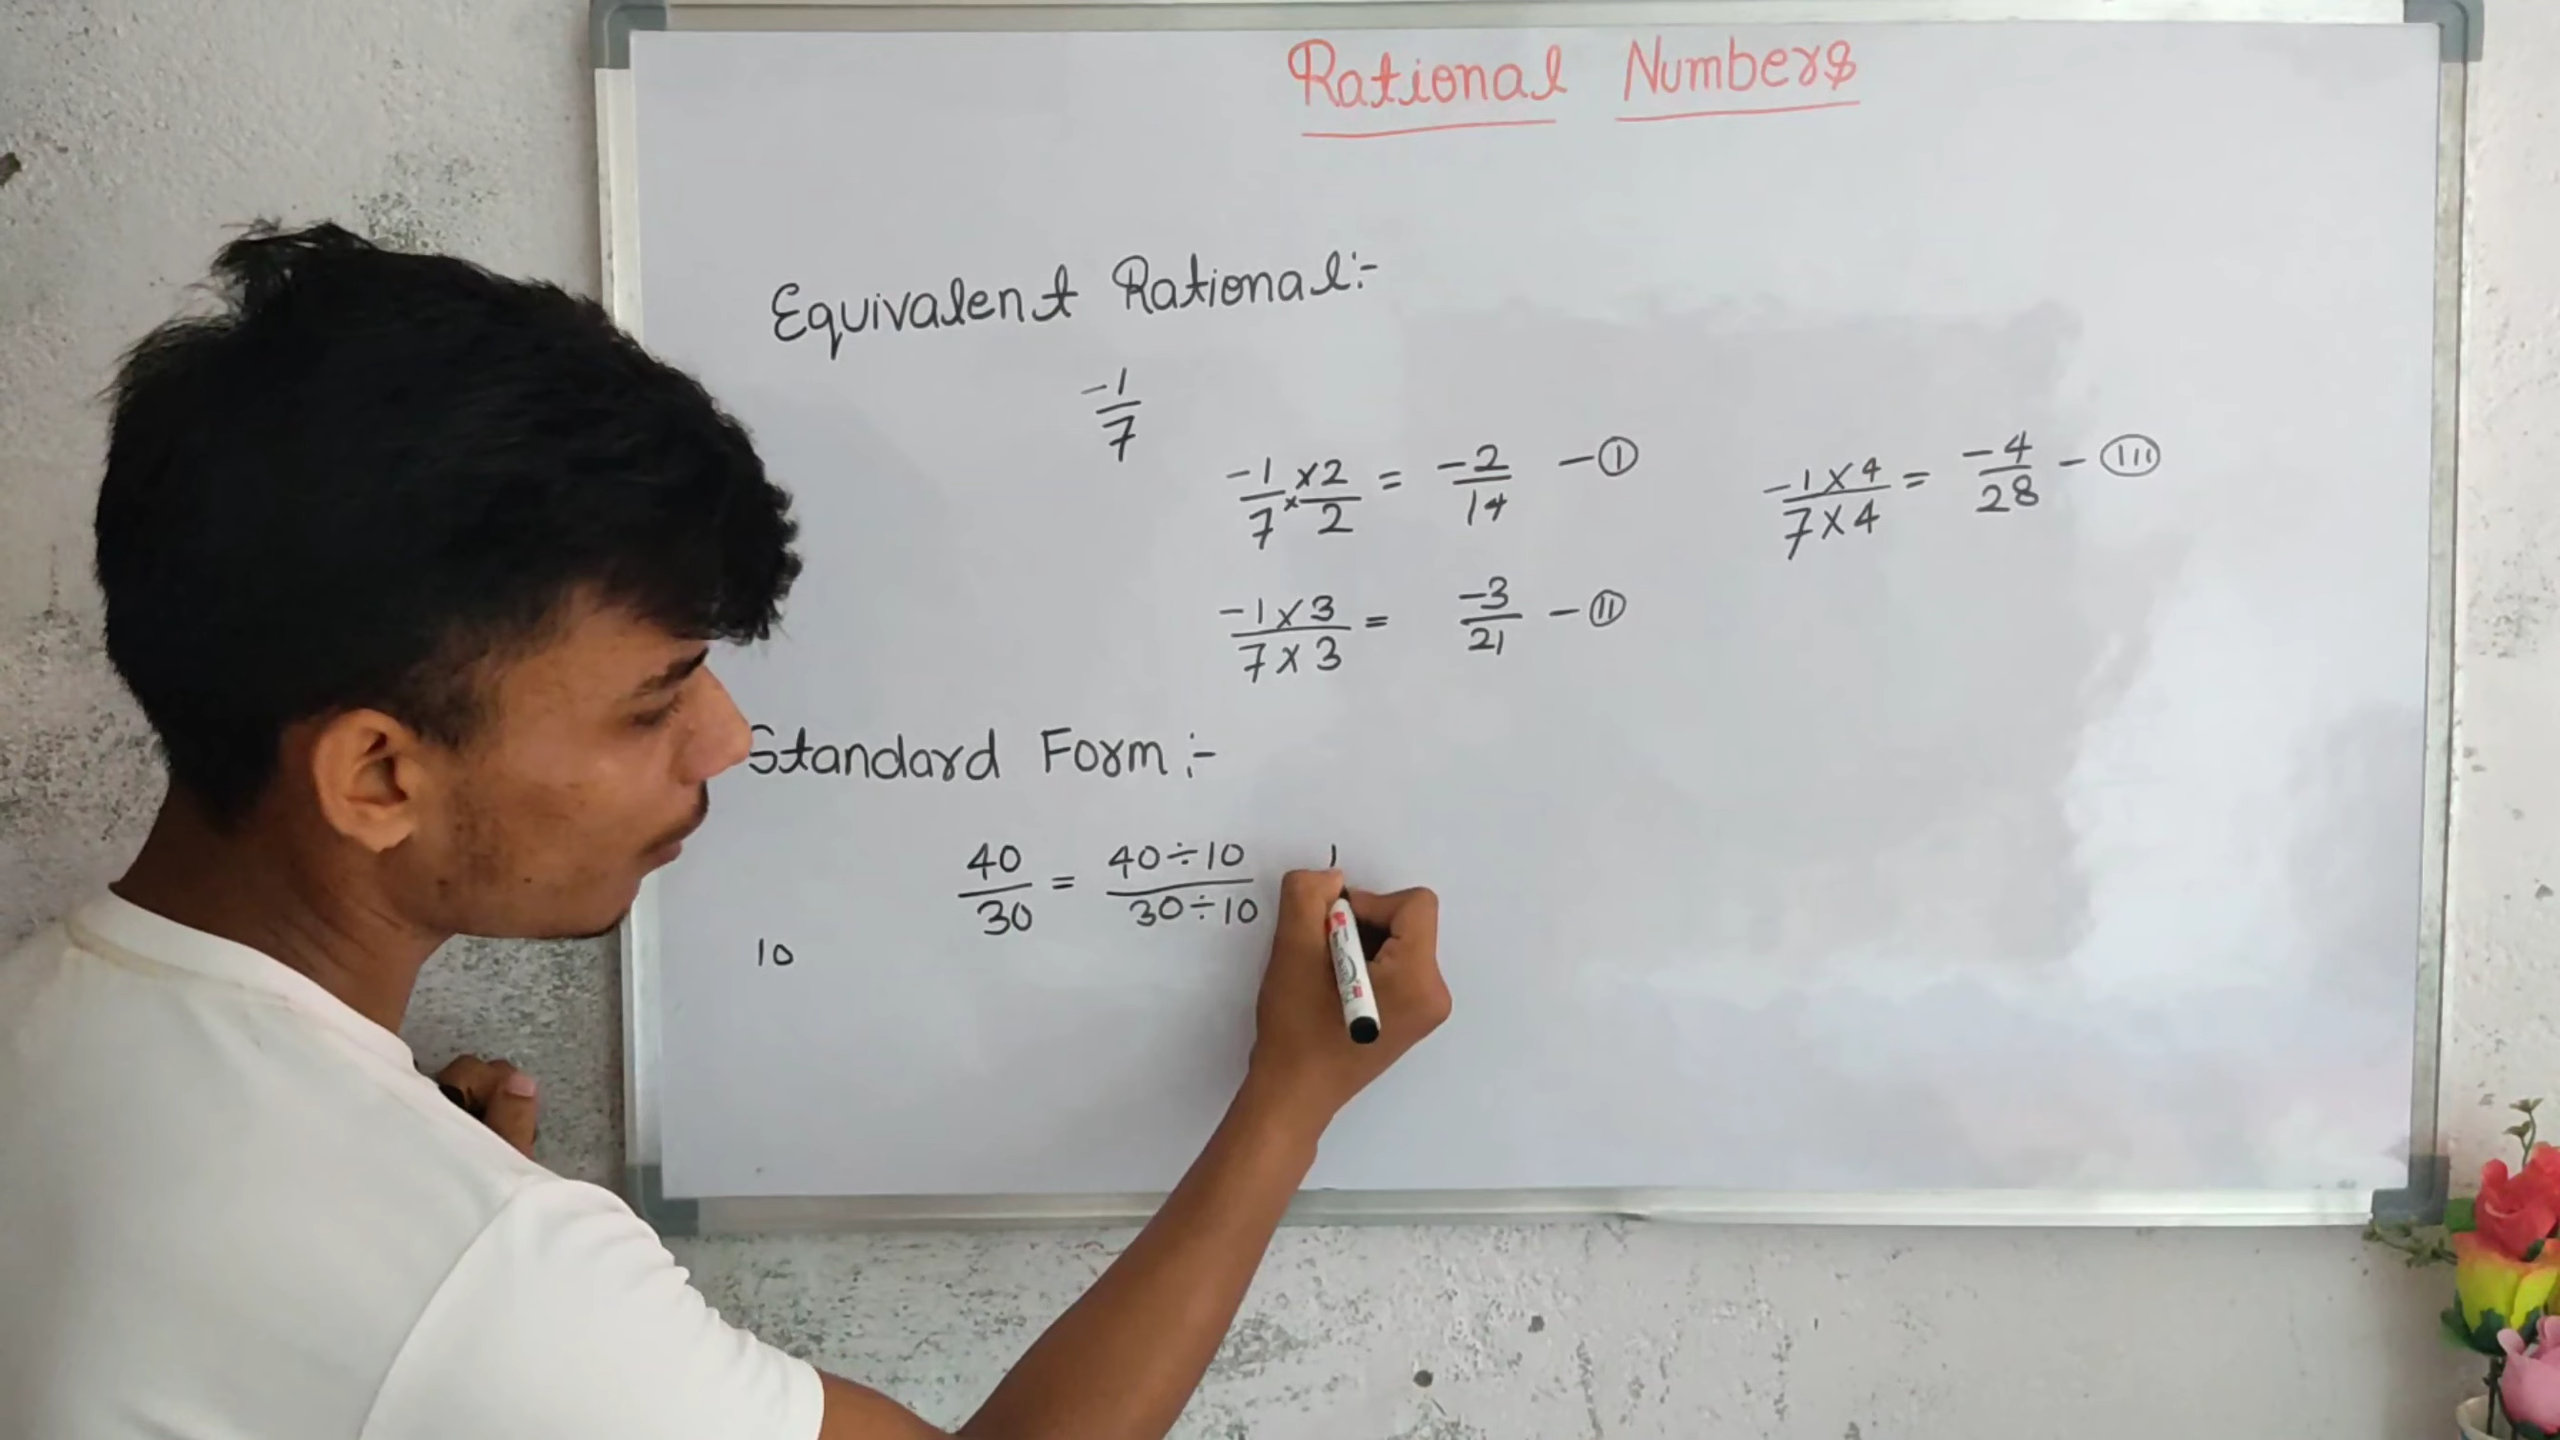 Rational Numbers
Equivalent Rational:-
-1/7
-1/7 × ×2/2 = -2/14 - ①
-1×4/7×4 = -4/28 - (III)
-1×3/7×3 = -3/21 - (II)
Standard Form :-
40/30 = 40÷10/30÷10
10